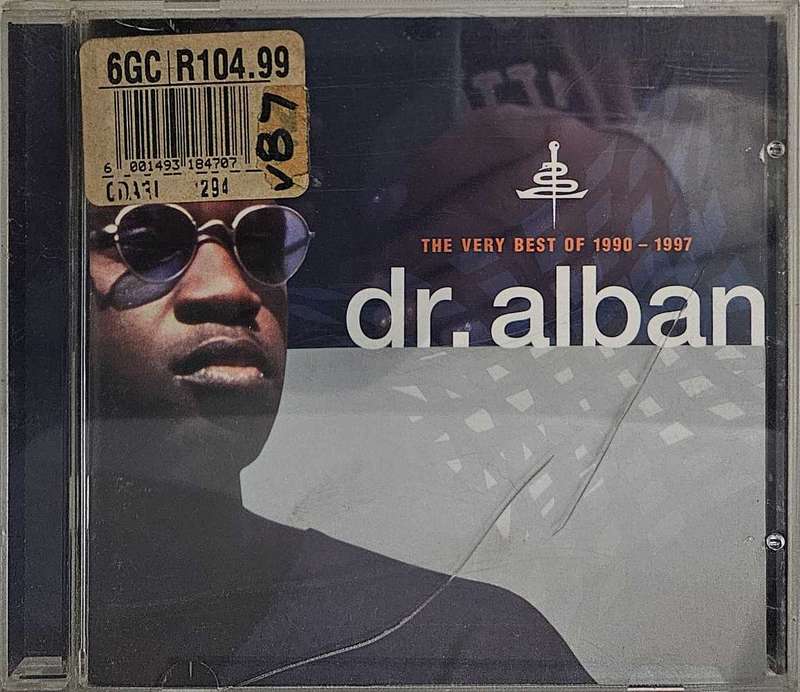 6GC R104.99
6 001493 184707
V87
294
THE VERY BEST OF 1990 – 1997
dr. alban